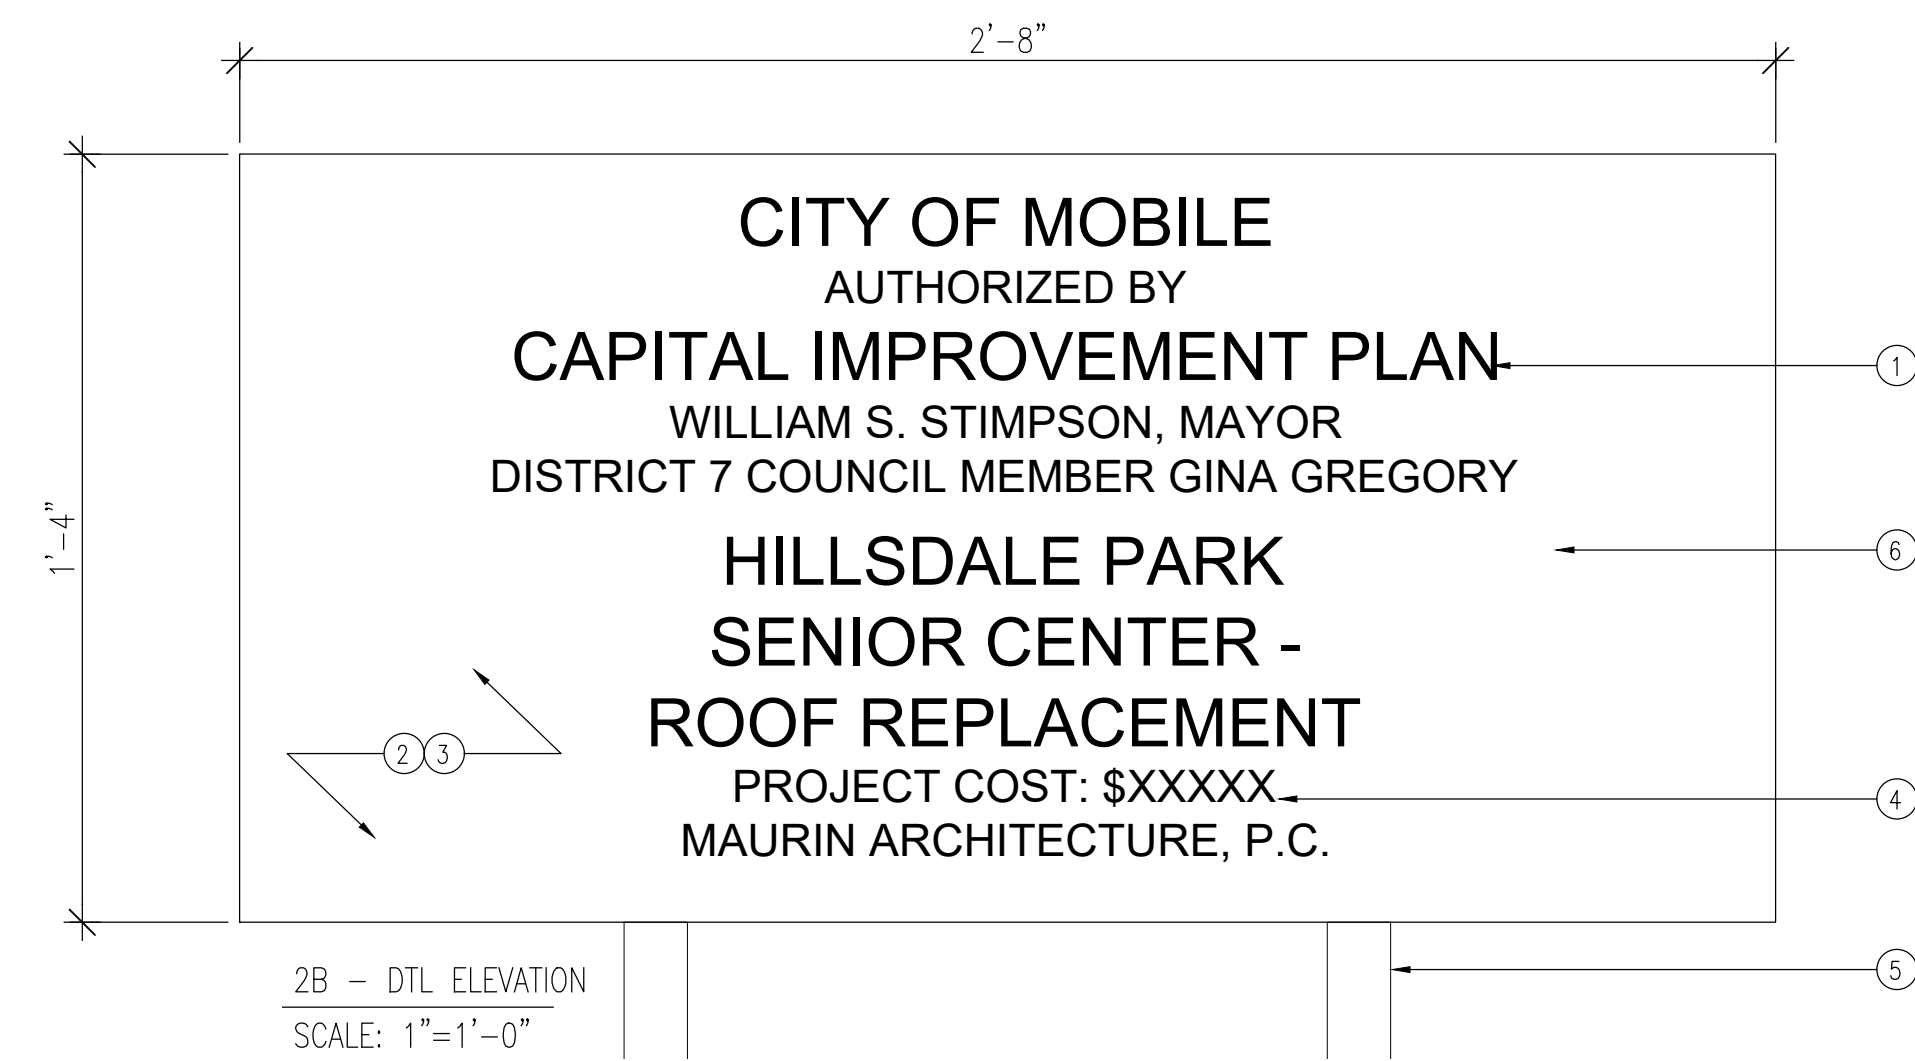 2'-8"
1'-4"
CITY OF MOBILE
AUTHORIZED BY
CAPITAL IMPROVEMENT PLAN
WILLIAM S. STIMPSON, MAYOR
DISTRICT 7 COUNCIL MEMBER GINA GREGORY
HILLSDALE PARK
SENIOR CENTER -
ROOF REPLACEMENT
PROJECT COST: $XXXXX
MAURIN ARCHITECTURE, P.C.
1
6
2 3
4
5
2B - DTL ELEVATION
SCALE: 1"=1'-0"